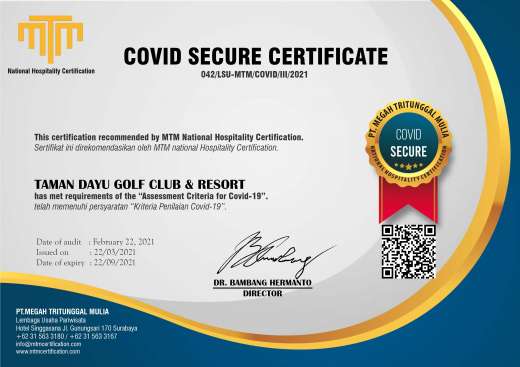 MTM
National Hospitality Certification
COVID SECURE CERTIFICATE
042/LSU-MTM/COVID/III/2021
This certification recommended by MTM National Hospitality Certification.
Sertifikat ini direkomendasikan oleh MTM national Hospitality Certification.
PT. MEGAH TRITUNGGAL MULIA
COVID
SECURE
NATIONAL HOSPITALITY CERTIFICATION
TAMAN DAYU GOLF CLUB & RESORT
has met requirements of the “Assessment Criteria for Covid-19”.
telah memenuhi persyaratan “Kriteria Penilaian Covid-19”.
Date of audit : February 22, 2021
Issued on : 22/03/2021
Date of expiry : 22/09/2021
DR. BAMBANG HERMANTO
DIRECTOR
PT.MEGAH TRITUNGGAL MULIA
Lembaga Usaha Pariwisata
Hotel Singgasana Jl. Gunungsari 170 Surabaya
+62 31 563 3180 / +62 31 563 3167
www.mtmcertification.com